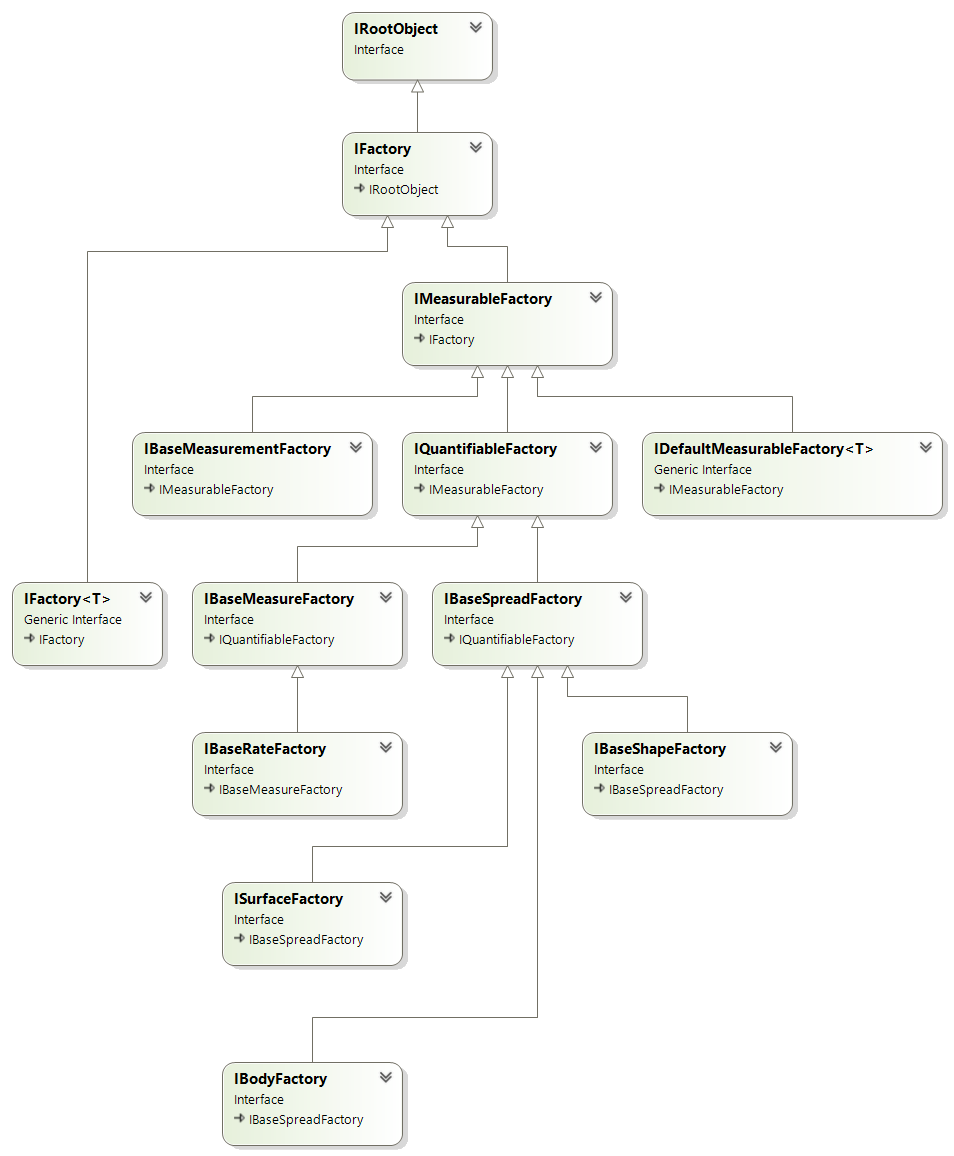 IRootObject
Interface
IFactory
Interface
IRootObject
IMeasurableFactory
Interface
IFactory
IBaseMeasurementFactory
Interface
IMeasurableFactory
IQuantifiableFactory
Interface
IMeasurableFactory
IDefaultMeasurableFactory<T>
Generic Interface
IMeasurableFactory
IFactory<T>
Generic Interface
IFactory
IBaseMeasureFactory
Interface
IQuantifiableFactory
IBaseSpreadFactory
Interface
IQuantifiableFactory
IBaseRateFactory
Interface
IBaseMeasureFactory
IBaseShapeFactory
Interface
IBaseSpreadFactory
ISurfaceFactory
Interface
IBaseSpreadFactory
IBodyFactory
Interface
IBaseSpreadFactory